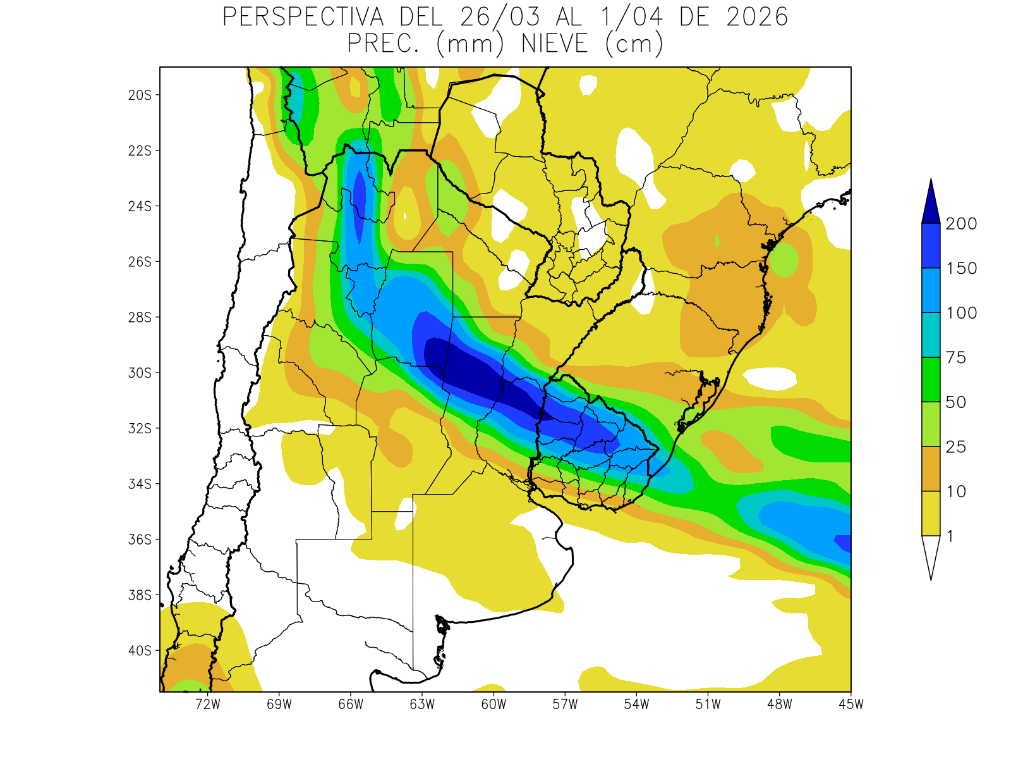 PERSPECTIVA DEL 26/03 AL 1/04 DE 2026
PREC. (mm) NIEVE (cm)
20S
22S
24S
26S
28S
30S
32S
34S
36S
38S
40S
72W 69W 66W 63W 60W 57W 54W 51W 48W 45W
200
150
100
75
50
25
10
1